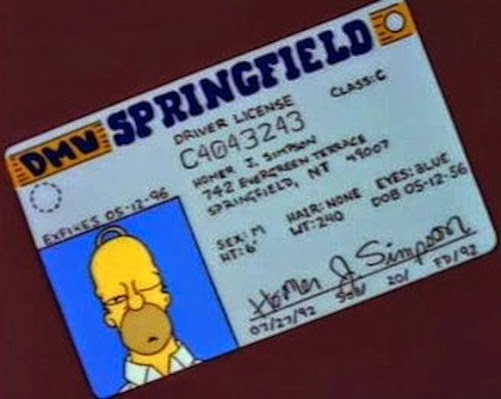 DMV SPRINGFIELD
DRIVER LICENSE
CLASS:C
C4043243
HOMER J. SIMPSON
742 EVERGREEN TERRACE
SPRINGFIELD, NT 49007
EXPIRES 05-12-96
SEX: M HAIR: NONE EYES: BLUE
HT: 6' WT: 240 DOB 05-12-56
Homer J. Simpson
07/27/92 201 FD/92